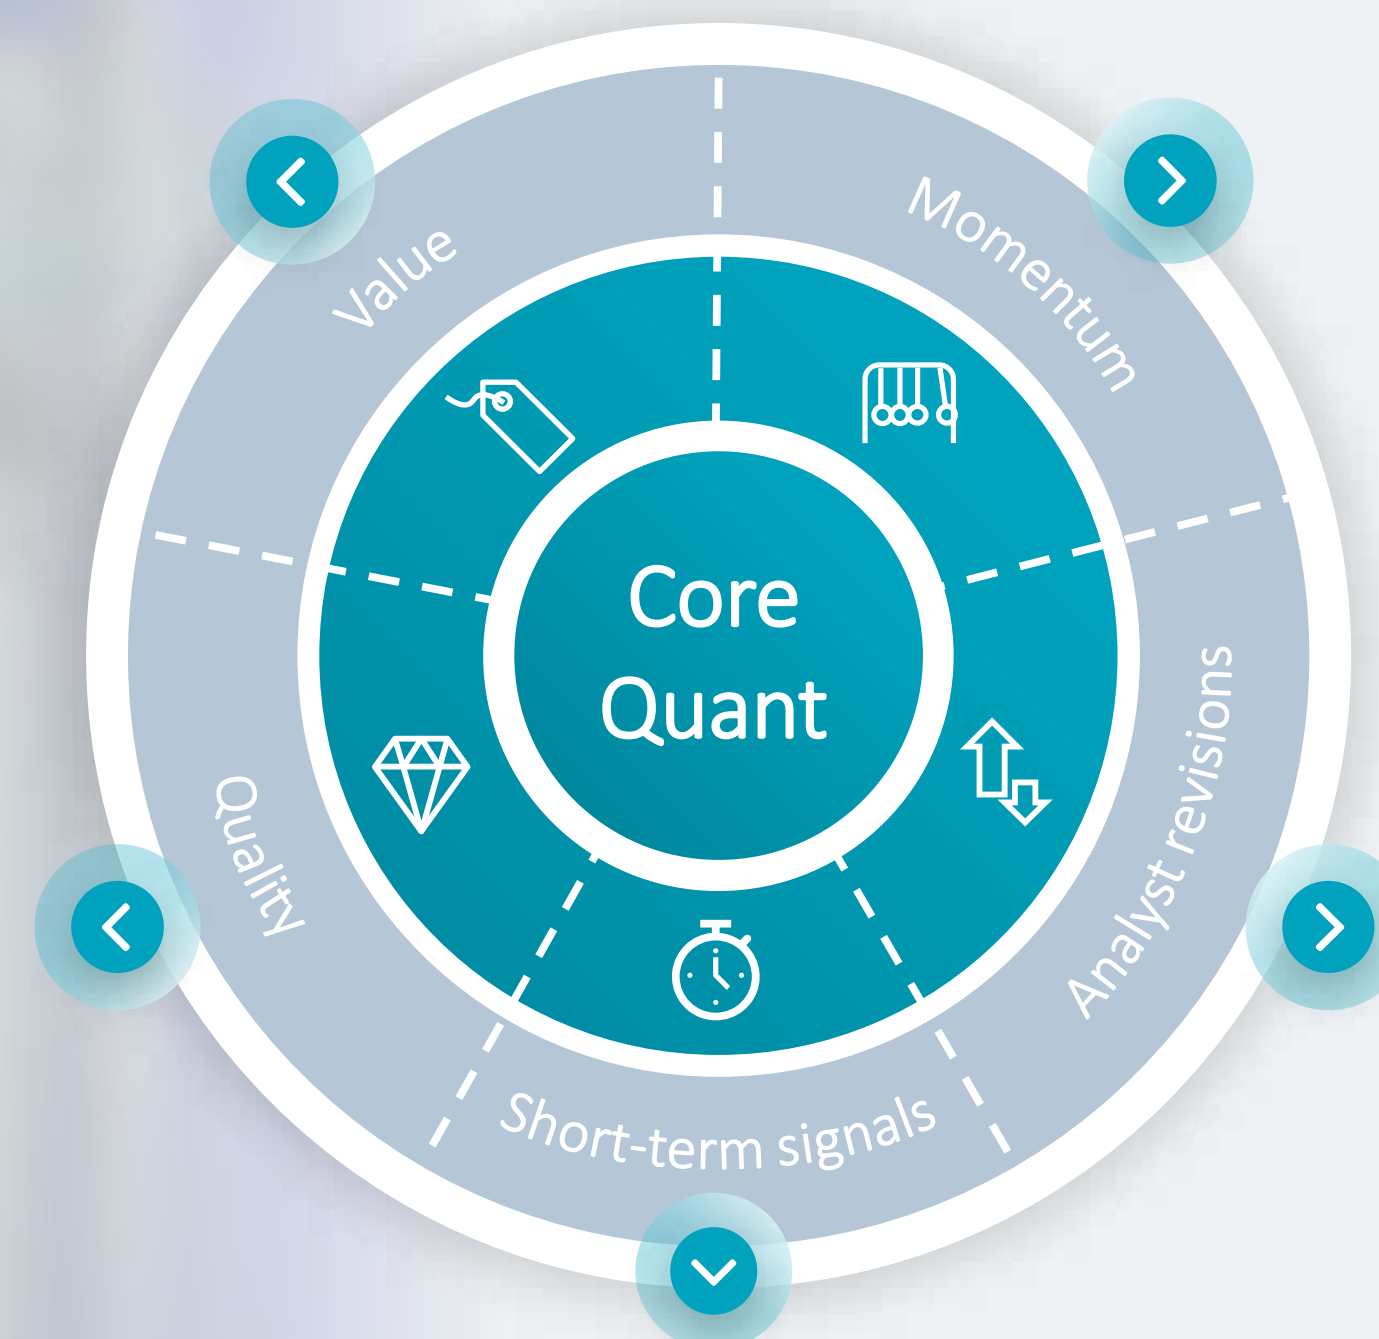 Value
Momentum
Core
Quant
Quality
Analyst revisions
Short-term signals